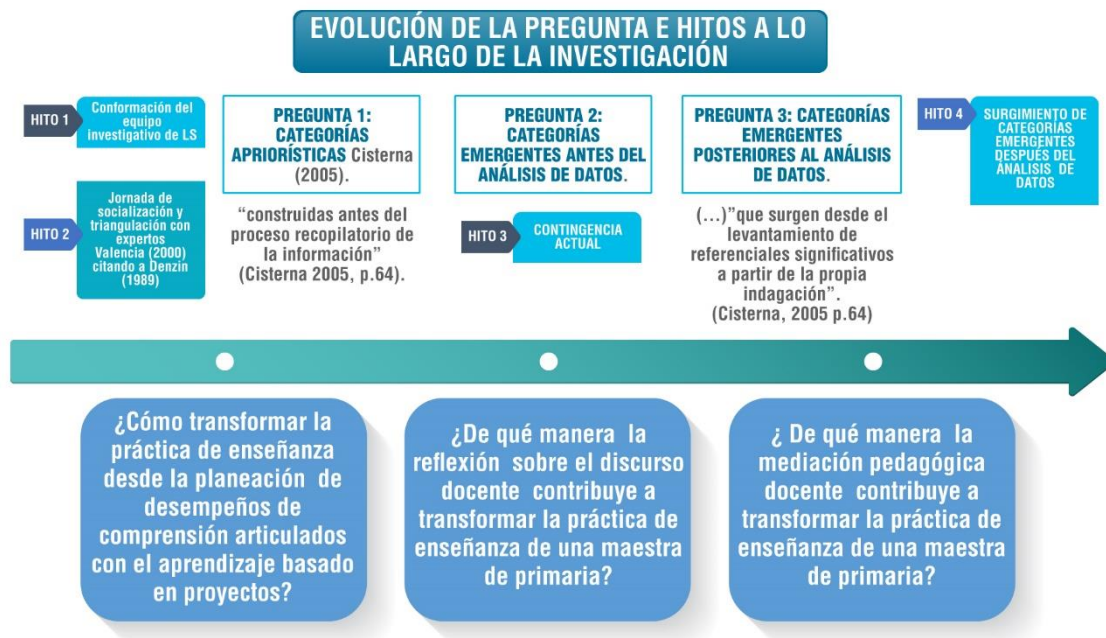 EVOLUCIÓN DE LA PREGUNTA E HITOS A LO
LARGO DE LA INVESTIGACIÓN
HITO 1
Conformación del
equipo
investigativo de LS
HITO 2
Jornada de
socialización y
triangulación con
expertos
Valencia (2000)
citando a Denzin
(1989)
PREGUNTA 1:
CATEGORÍAS
APRIORÍSTICAS Cisterna
(2005).
“construidas antes del
proceso recopilatorio de
la información”
(Cisterna 2005, p.64).
PREGUNTA 2:
CATEGORÍAS
EMERGENTES ANTES DEL
ANÁLISIS DE DATOS.
HITO 3
CONTINGENCIA
ACTUAL
PREGUNTA 3: CATEGORÍAS
EMERGENTES
POSTERIORES AL ANÁLISIS
DE DATOS.
(...)”que surgen desde el
levantamiento de
referenciales significativos
a partir de la propia
indagación”.
(Cisterna, 2005 p.64)
HITO 4
SURGIMIENTO DE
CATEGORÍAS
EMERGENTES
DESPUÉS DEL
ÁNALISIS DE
DATOS
¿Cómo transformar la
práctica de enseñanza
desde la planeación de
desempeños de
comprensión articulados
con el aprendizaje basado
en proyectos?
¿De qué manera la
reflexión sobre el discurso
docente contribuye a
transformar la práctica de
enseñanza de una maestra
de primaria?
¿ De qué manera la
mediación pedagógica
docente contribuye a
transformar la práctica de
enseñanza de una maestra
de primaria?